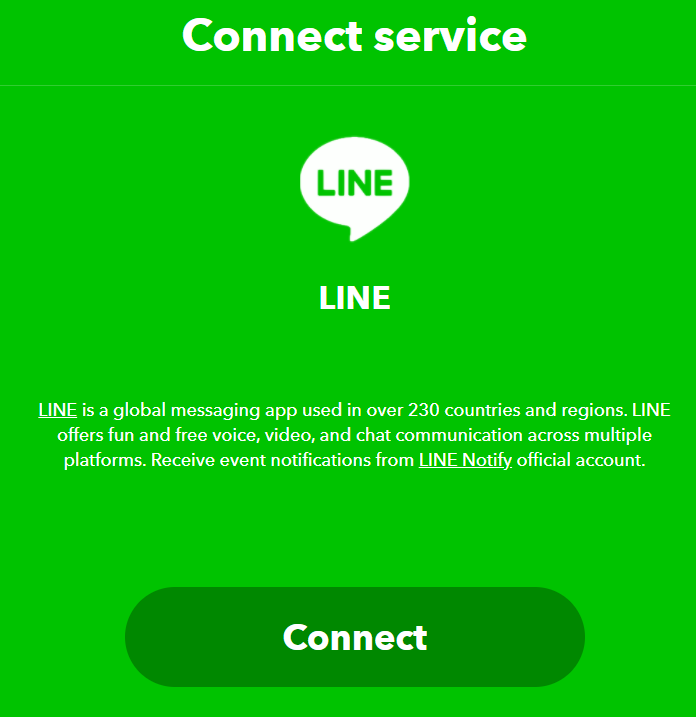 Connect service
LINE
LINE
LINE is a global messaging app used in over 230 countries and regions. LINE
offers fun and free voice, video, and chat communication across multiple
platforms. Receive event notifications from LINE Notify official account.
Connect